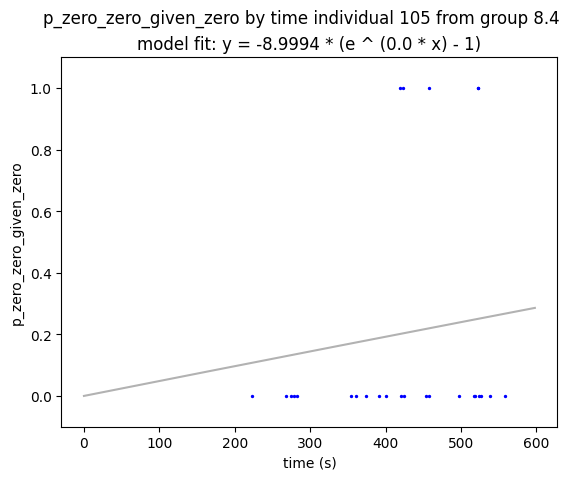 p_zero_zero_given_zero by time individual 105 from group 8.4
model fit: y = -8.9994 * (e ^ (0.0 * x) - 1)
1.0
0.8
0.6
0.4
0.2
0.0
p_zero_zero_given_zero
0 100 200 300 400 500 600
time (s)